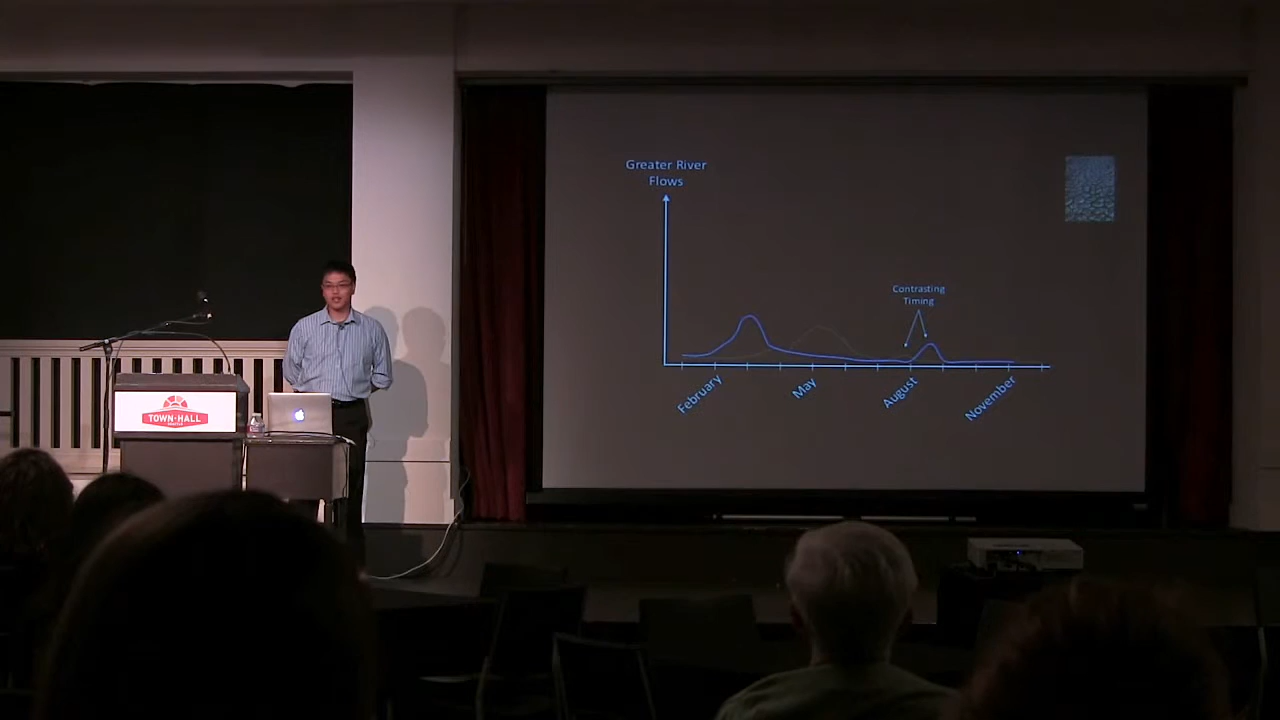 Greater River
Flows
Contrasting
Timing
February
May
August
November
TOWN HALL